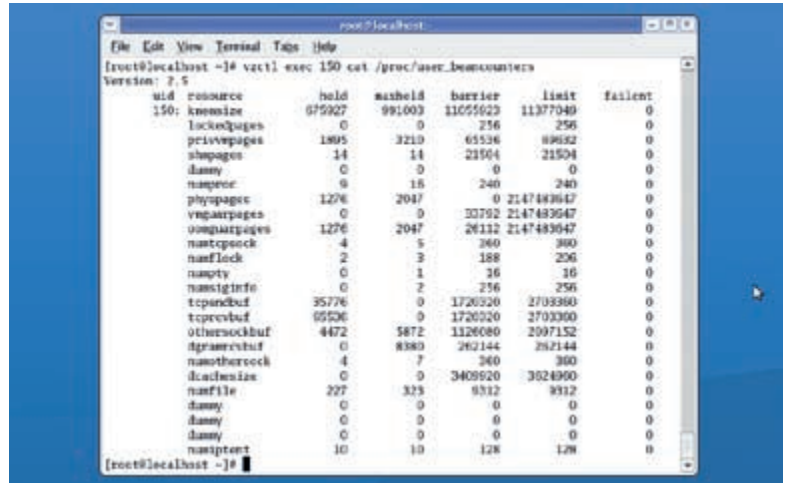 root@localhost:~
File Edit View Terminal Tabs Help
[root@localhost ~]# vzctl exec 150 cat /proc/user_beancounters
Version: 2.5
uid resource held maxheld barrier limit failcnt
150: kmemsize 675927 991003 11055923 11377049 0
lockedpages 0 0 256 256 0
privvmpages 1895 3210 65536 69632 0
shmpages 14 14 21504 21504 0
dummy 0 0 0 0 0
numproc 9 16 240 240 0
physpages 1276 2047 0 2147483647 0
vmguarpages 0 0 33792 2147483647 0
oomguarpages 1276 2047 26112 2147483647 0
numtcpsock 4 5 360 360 0
numflock 2 3 188 206 0
numpty 0 1 16 16 0
numsiginfo 0 2 256 256 0
tcpsndbuf 35776 0 1720320 2703360 0
tcprcvbuf 65536 0 1720320 2703360 0
othersockbuf 4472 5872 1126080 2097152 0
dgramrcvbuf 0 8380 262144 262144 0
numothersock 4 7 360 360 0
dcachesize 0 0 3409920 3624960 0
numfile 227 323 9312 9312 0
dummy 0 0 0 0 0
dummy 0 0 0 0 0
dummy 0 0 0 0 0
numiptent 10 10 128 128 0
[root@localhost ~]#